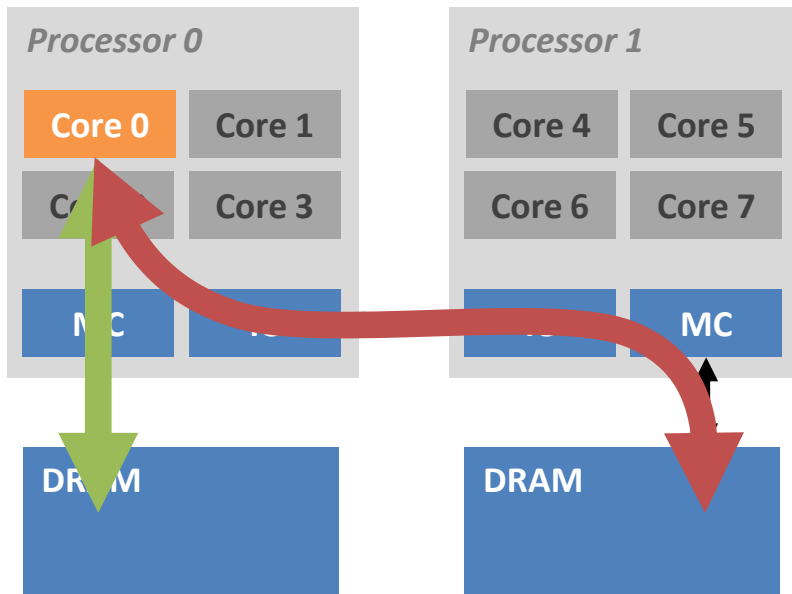 Processor 0
Processor 1
Core 0
Core 1
Core 4
Core 5
Core 3
Core 6
Core 7
MC
MC
DRAM
DRAM